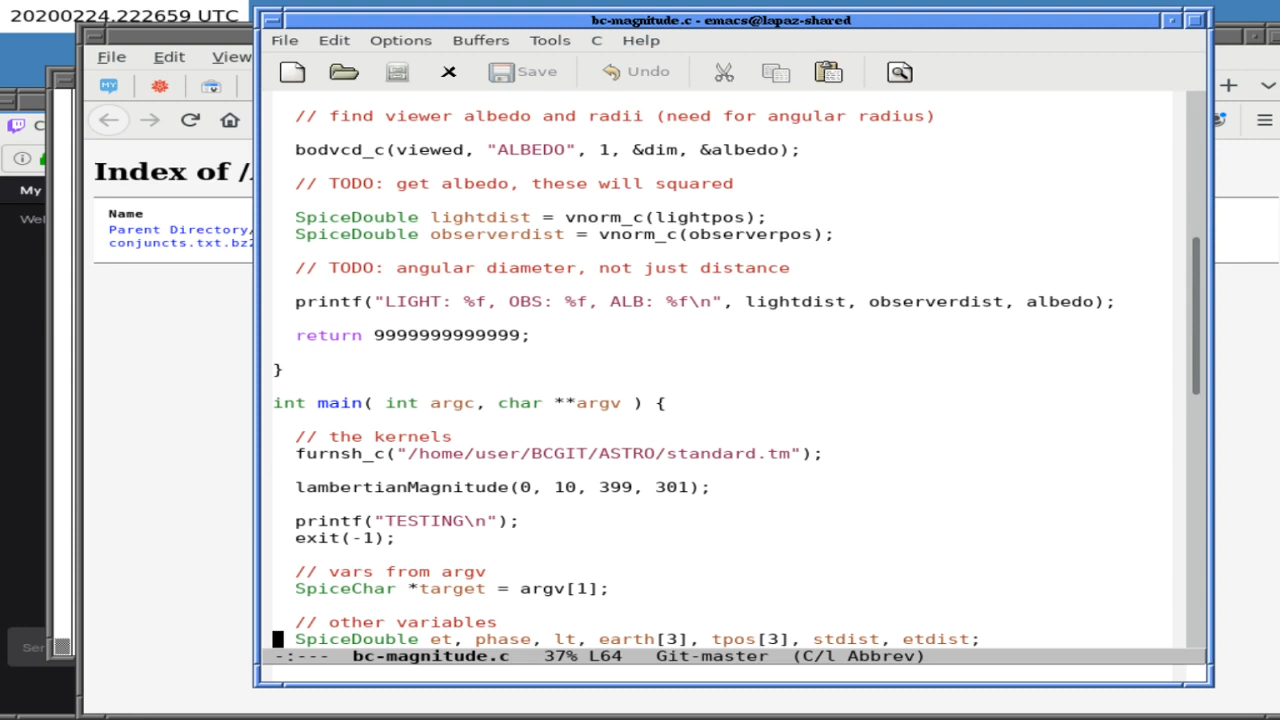 20200224.222659 UTC
bc-magnitude.c - emacs@lapaz-shared
File Edit Options Buffers Tools C Help
Save Undo
File Edit View
Index of /
Name
Parent Directory/
conjuncts.txt.bz2
My
Wel
Ser
// find viewer albedo and radii (need for angular radius)
bodvcd_c(viewed, "ALBEDO", 1, &dim, &albedo);
// TODO: get albedo, these will squared
SpiceDouble lightdist = vnorm_c(lightpos);
SpiceDouble observerdist = vnorm_c(observerpos);
// TODO: angular diameter, not just distance
printf("LIGHT: %f, OBS: %f, ALB: %f\n", lightdist, observerdist, albedo);
return 9999999999999;
}
int main( int argc, char **argv ) {
// the kernels
furnsh_c("/home/user/BCGIT/ASTRO/standard.tm");
lambertianMagnitude(0, 10, 399, 301);
printf("TESTING\n");
exit(-1);
// vars from argv
SpiceChar *target = argv[1];
// other variables
SpiceDouble et, phase, lt, earth[3], tpos[3], stdist, etdist;
-:--- bc-magnitude.c 37% L64 Git-master (C/l Abbrev)